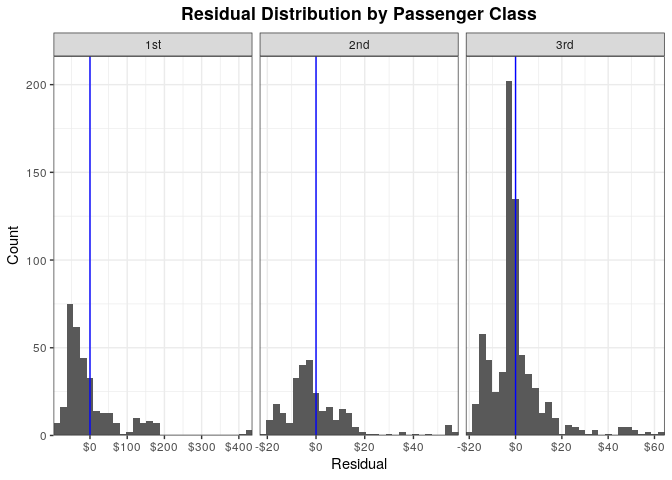 Residual Distribution by Passenger Class
1st 2nd 3rd
200
150
100
50
0
Count
$0 $100 $200 $300 $400 -$20 $0 $20 $40 -$20 $0 $20 $40 $60
Residual